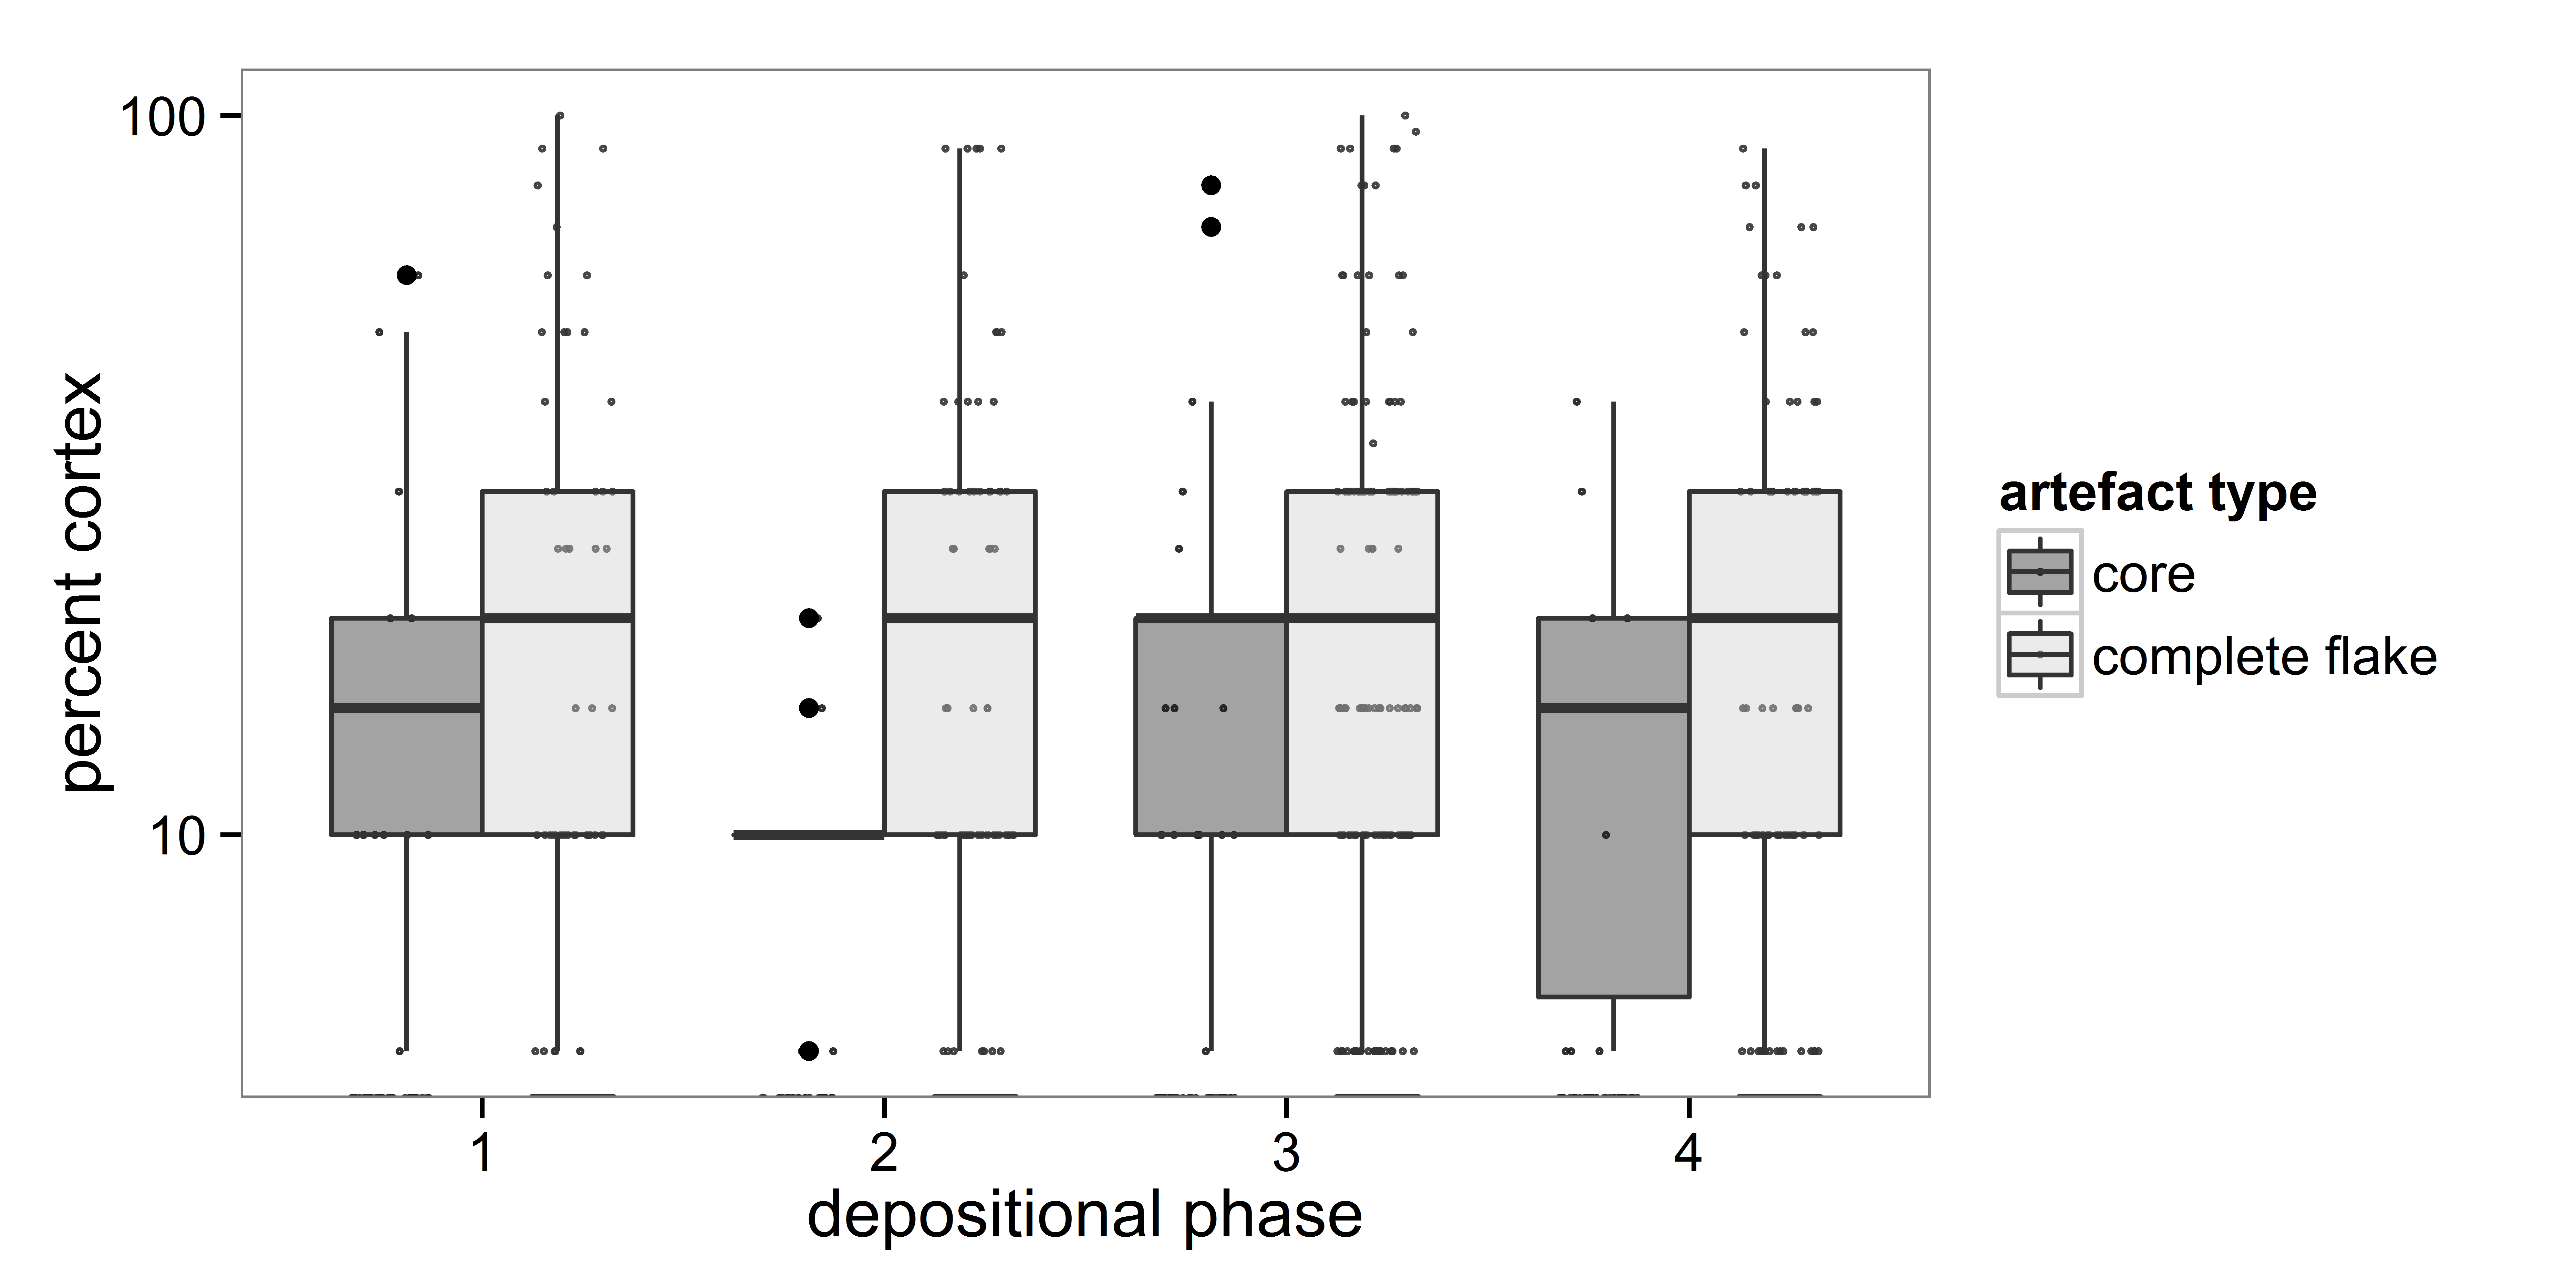 percent cortex
100
10
1 2 3 4
depositional phase
artefact type
core
complete flake